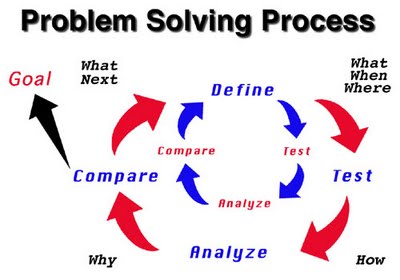 Problem Solving Process
Goal
What
Next
What
When
Where
Define
Compare
Test
Compare
Test
Analyze
Why
Analyze
How